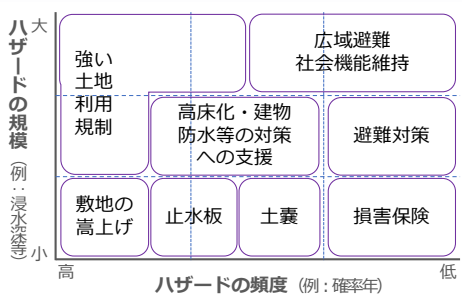 大
ハザードの規模（例：浸水深等）
小
強い
土地
利用
規制
広域避難
社会機能維持
高床化・建物
防水等の対策
への支援
避難対策
敷地の
嵩上げ
止水板
土嚢
損害保険
高
低
ハザードの頻度（例：確率年）